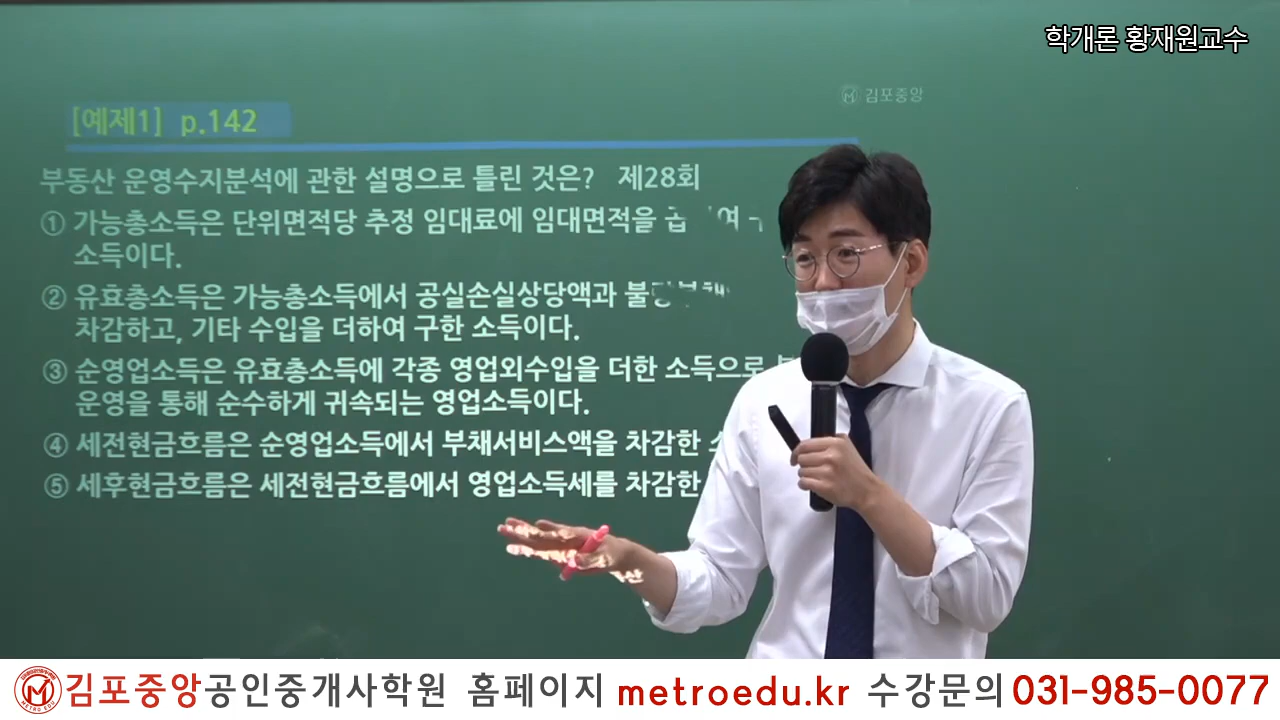 학개론 황재원교수
김포중앙
[예제1] p.142
부동산 운영수지분석에 관한 설명으로 틀린 것은? 제28회
① 가능총소득은 단위면적당 추정 임대료에 임대면적을
소득이다.
② 유효총소득은 가능총소득에서 공실손실상당액과
차감하고, 기타 수입을 더하여 구한 소득이다.
③ 순영업소득은 유효총소득에 각종 영업외수입을 더한 소득으로
운영을 통해 순수하게 귀속되는 영업소득이다.
④ 세전현금흐름은 순영업소득에서 부채서비스액을 차감한
⑤ 세후현금흐름은 세전현금흐름에서 영업소득세를 차감한
김포중앙공인중개사학원 홈페이지 metroedu.kr 수강문의 031-985-0077
METRO EDU